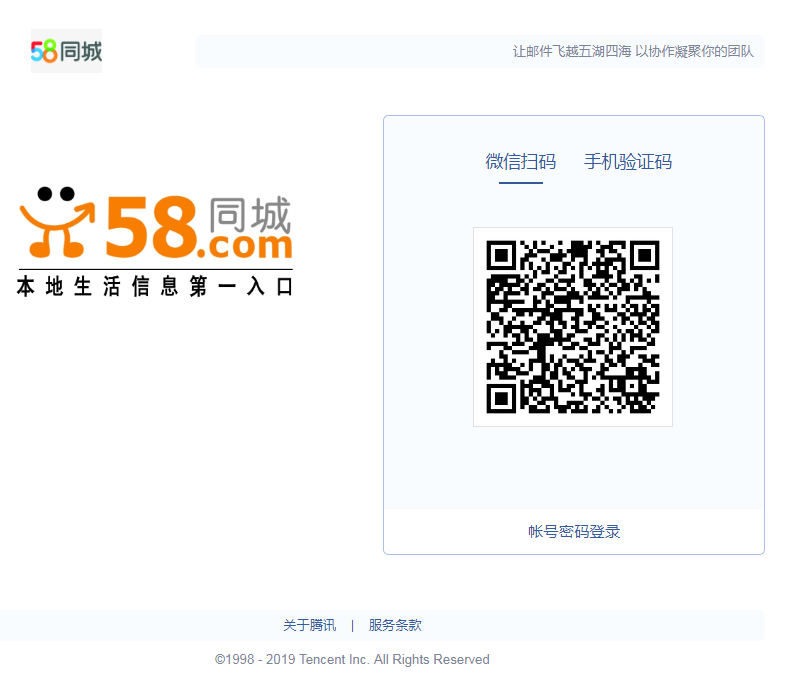 58同城
让邮件飞越五湖四海 以协作凝聚你的团队
微信扫码 手机验证码
58同城.com
本地生活信息第一入口
帐号密码登录
关于腾讯 | 服务条款
©1998 - 2019 Tencent Inc. All Rights Reserved